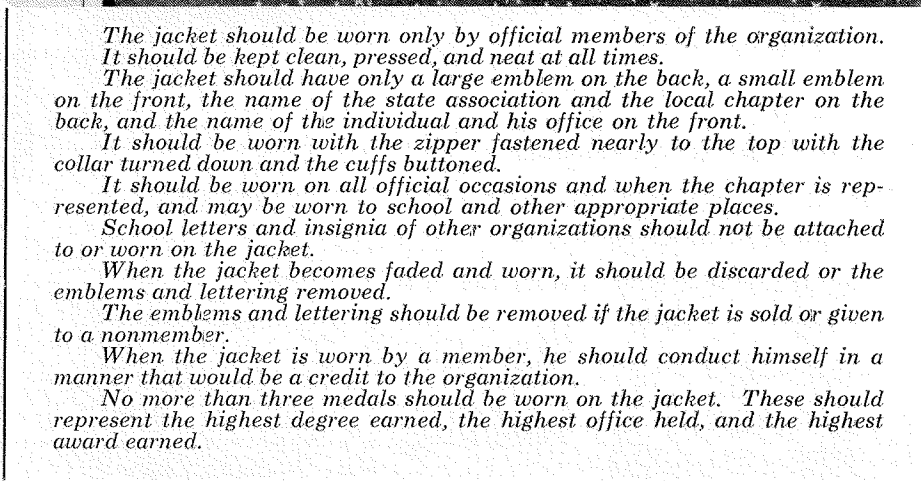 The jacket should be worn only by official members of the organization.
It should be kept clean, pressed, and neat at all times.
The jacket should have only a large emblem on the back, a small emblem
on the front, the name of the state association and the local chapter on the
back, and the name of the individual and his office on the front.
It should be worn with the zipper fastened nearly to the top with the
collar turned down and the cuffs buttoned.
It should be worn on all official occasions and when the chapter is rep-
resented, and may be worn to school and other appropriate places.
School letters and insignia of other organizations should not be attached
to or worn on the jacket.
When the jacket becomes faded and worn, it should be discarded or the
emblems and lettering removed.
The emblems and lettering should be removed if the jacket is sold or given
to a nonmember.
When the jacket is worn by a member, he should conduct himself in a
manner that would be a credit to the organization.
No more than three medals should be worn on the jacket. These should
represent the highest degree earned, the highest office held, and the highest
award earned.